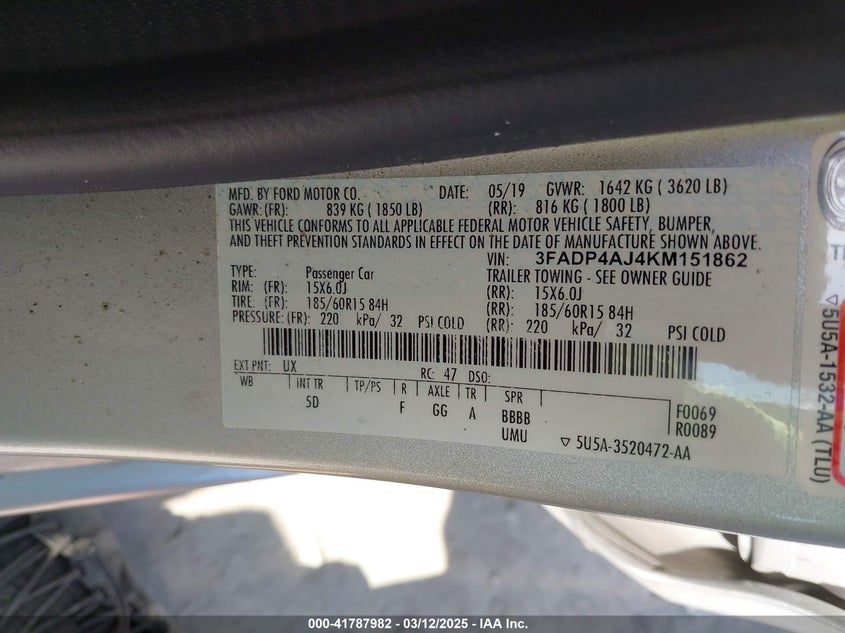 MFD. BY FORD MOTOR CO. DATE: 05/19 GVWR: 1642 KG ( 3620 LB)
GAWR: (FR): 839 KG ( 1850 LB) (RR): 816 KG ( 1800 LB)
THIS VEHICLE CONFORMS TO ALL APPLICABLE FEDERAL MOTOR VEHICLE SAFETY, BUMPER,
AND THEFT PREVENTION STANDARDS IN EFFECT ON THE DATE OF MANUFACTURE SHOWN ABOVE.
VIN: 3FADP4AJ4KM151862
TYPE: Passenger Car TRAILER TOWING - SEE OWNER GUIDE
RIM: (FR): 15X6.0J (RR): 15X6.0J
TIRE: (FR): 185/60R15 84H (RR): 185/60R15 84H
PRESSURE: (FR): 220 kPa/ 32 PSI COLD (RR): 220 kPa/ 32 PSI COLD
EXT PNT: UX RC: 47 DSO:
WB INT TR TP/PS R AXLE TR SPR
5D F GG A BBBB F0069
UMU R0089
▽ 5U5A-3520472-AA
▽ 5U5A-1532-AA (TLU)
000-41787982 - 03/12/2025 - IAA Inc.